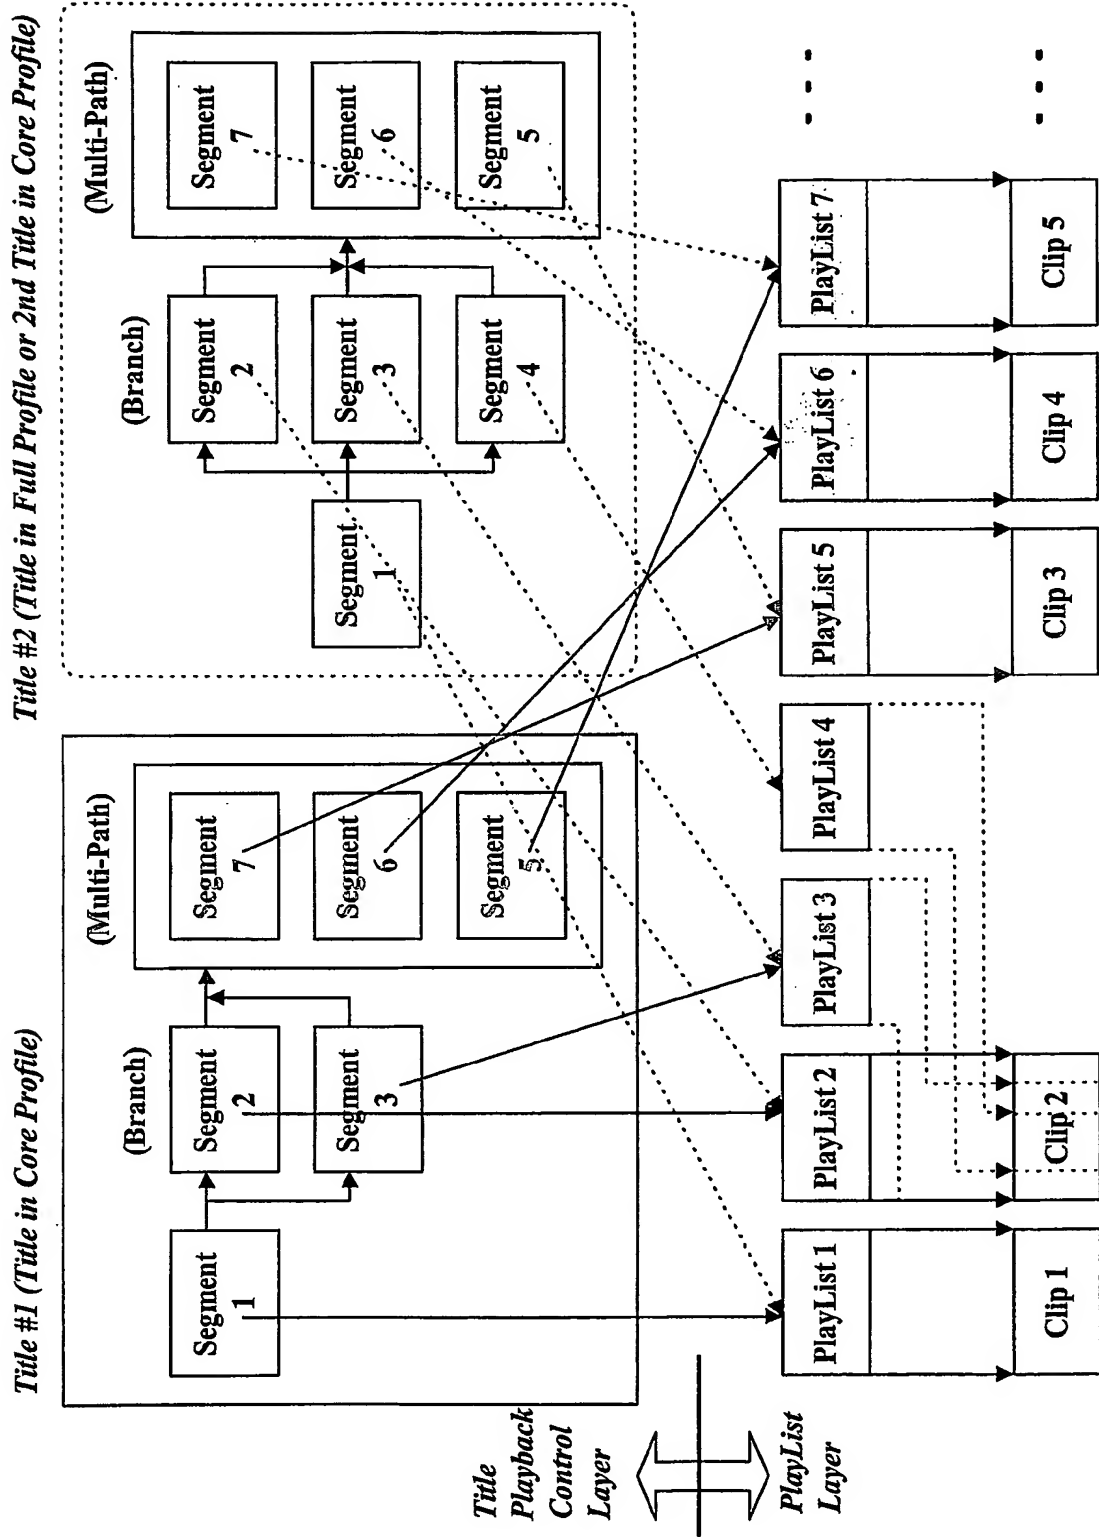 Title #1 (Title in Core Profile)
(Branch)
(Multi-Path)
Segment
1
Segment
2
Segment
3
Segment
7
Segment
6
Segment
5
Title #2 (Title in Full Profile or 2nd Title in Core Profile)
(Branch)
(Multi-Path)
Segment
1
Segment
2
Segment
3
Segment
4
Segment
7
Segment
6
Segment
5
Title
Playback
Control
Layer
PlayList
Layer
PlayList 1
PlayList 2
PlayList 3
PlayList 4
PlayList 5
PlayList 6
PlayList 7
Clip 1
Clip 2
Clip 3
Clip 4
Clip 5